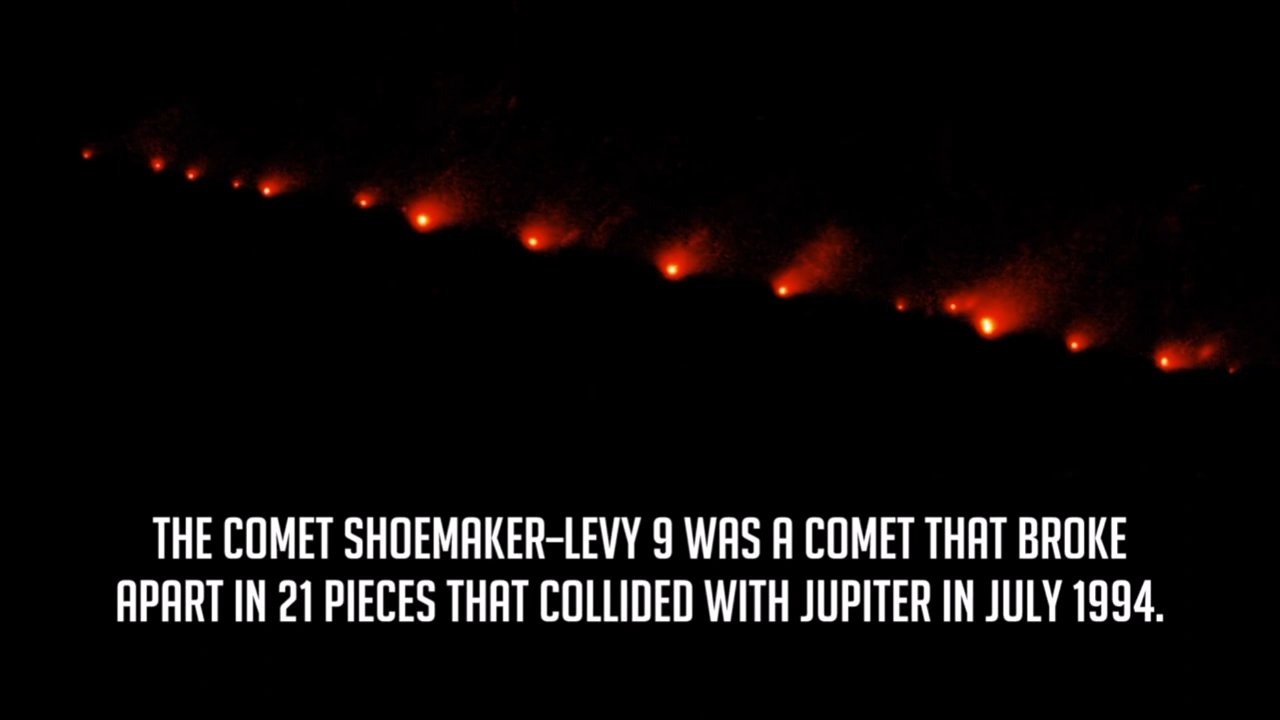 THE COMET SHOEMAKER–LEVY 9 WAS A COMET THAT BROKE
APART IN 21 PIECES THAT COLLIDED WITH JUPITER IN JULY 1994.